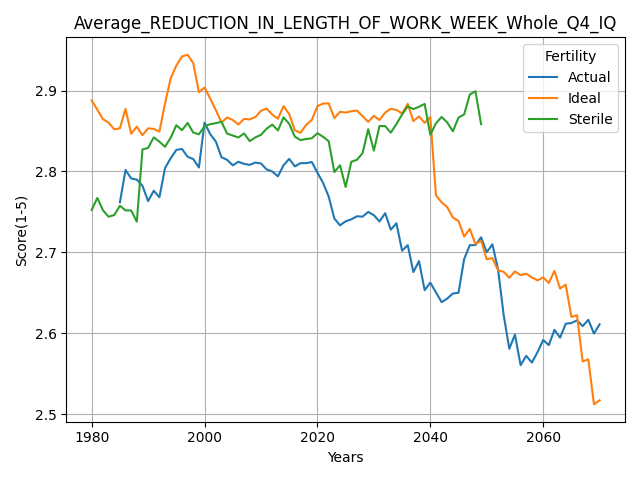 Average_REDUCTION_IN_LENGTH_OF_WORK_WEEK_Whole_Q4_IQ
Fertility
Actual
Ideal
Sterile
Score(1-5)
2.9
2.8
2.7
2.6
2.5
1980 2000 2020 2040 2060
Years